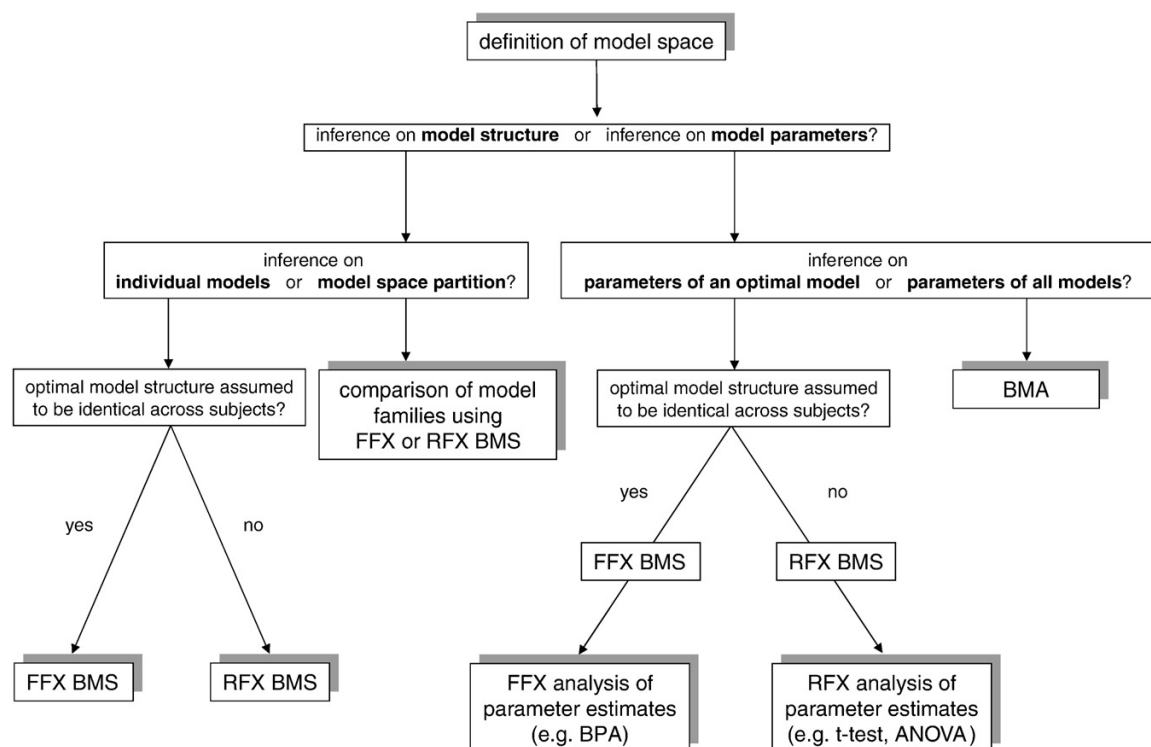 definition of model space
inference on model structure or inference on model parameters?
inference on
individual models or model space partition?
inference on
parameters of an optimal model or parameters of all models?
optimal model structure assumed
to be identical across subjects?
comparison of model
families using
FFX or RFX BMS
optimal model structure assumed
to be identical across subjects?
BMA
yes
no
yes
no
FFX BMS
RFX BMS
FFX BMS
RFX BMS
FFX analysis of
parameter estimates
(e.g. BPA)
RFX analysis of
parameter estimates
(e.g. t-test, ANOVA)